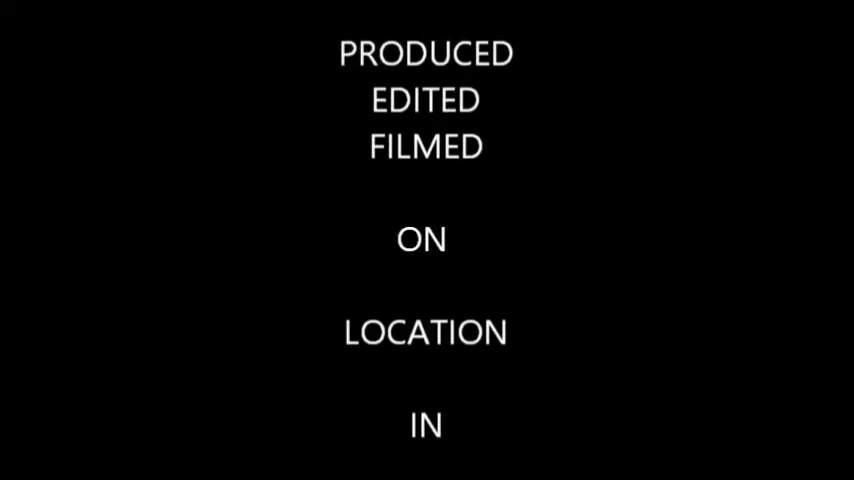 PRODUCED
EDITED
FILMED
ON
LOCATION
IN